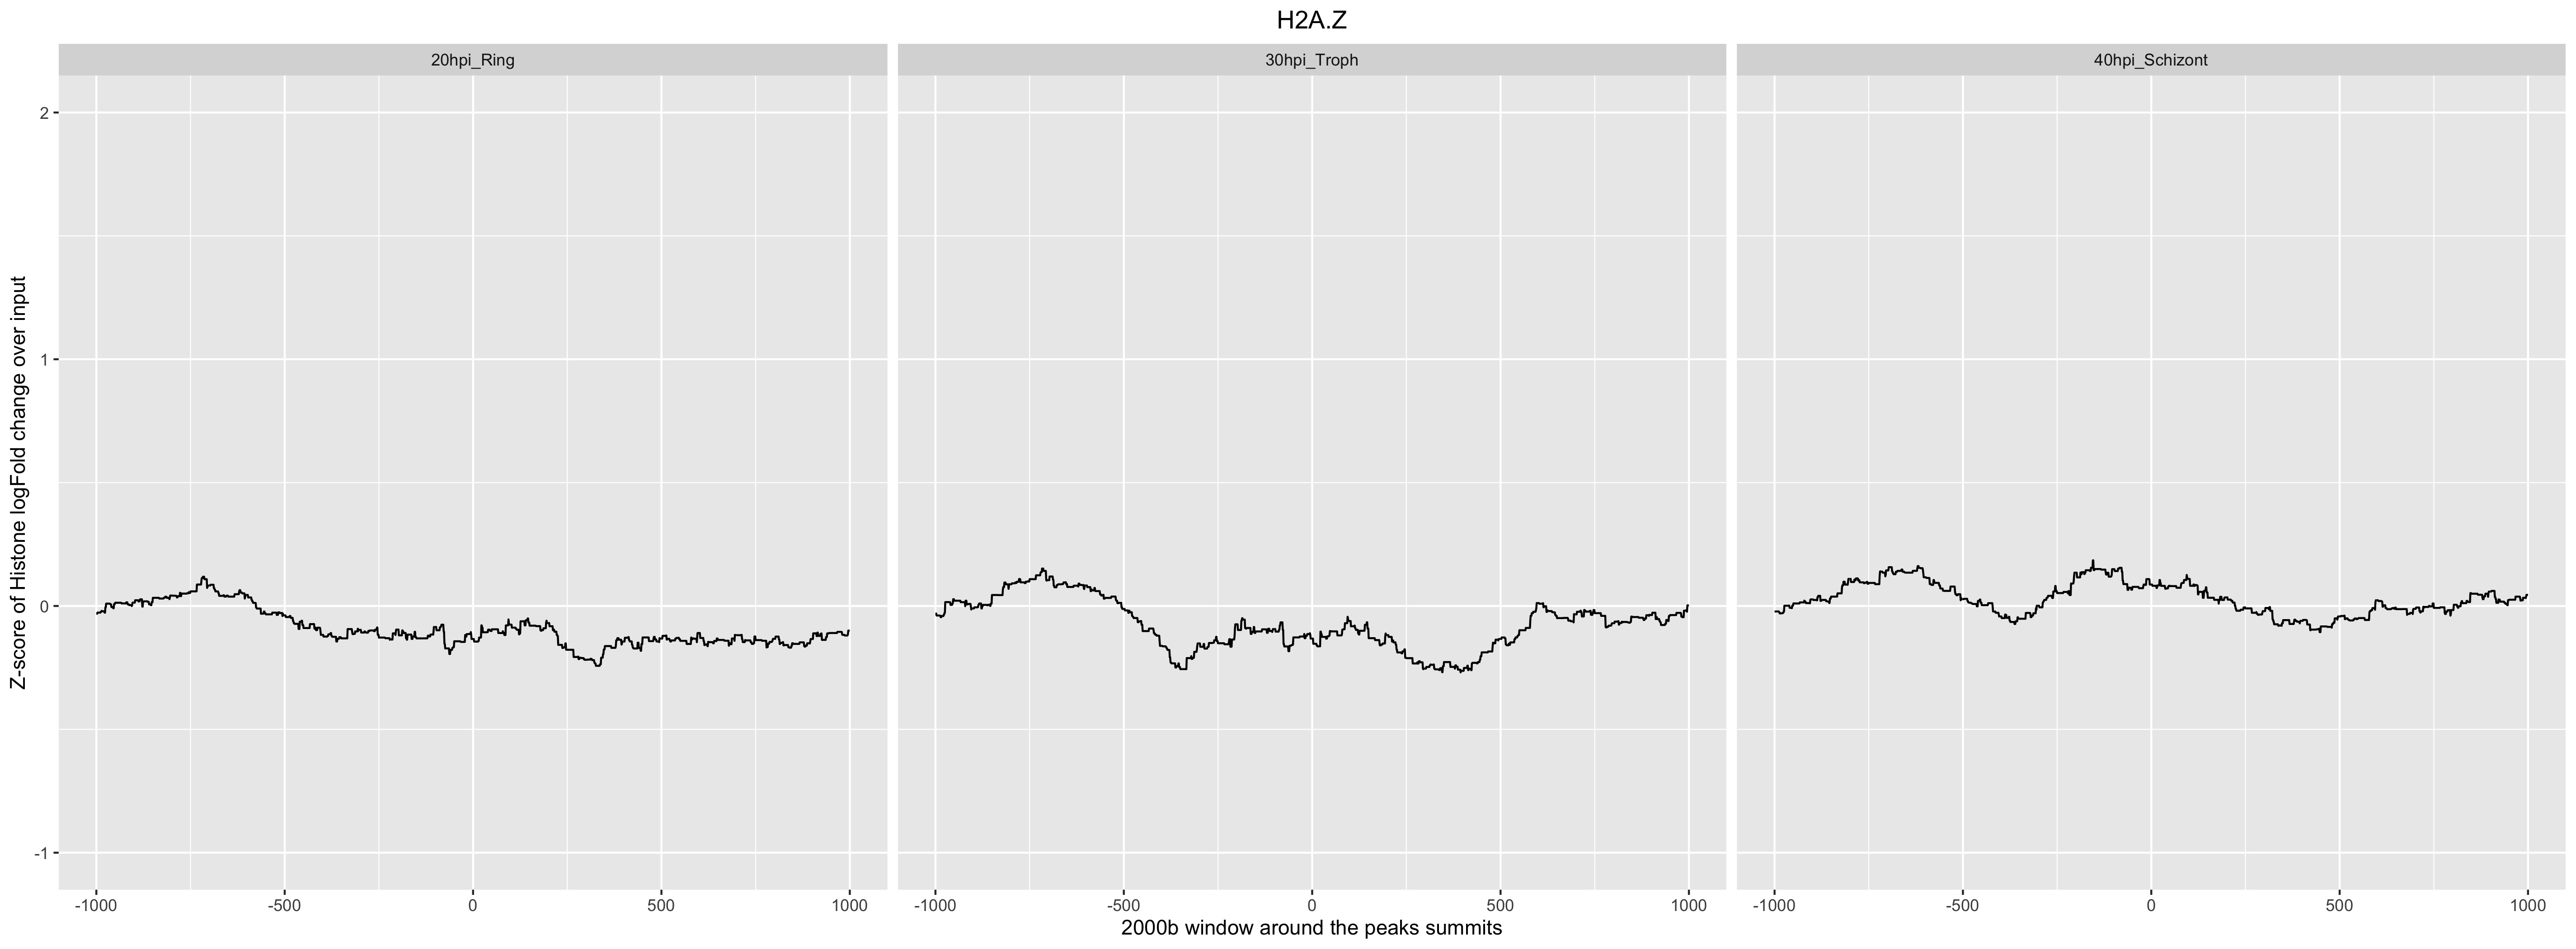 H2A.Z
20hpi_Ring
30hpi_Troph
40hpi_Schizont
Z-score of Histone logFold change over input
2
1
0
-1
-1000 -500 0 500 1000
-1000 -500 0 500 1000
-1000 -500 0 500 1000
2000b window around the peaks summits